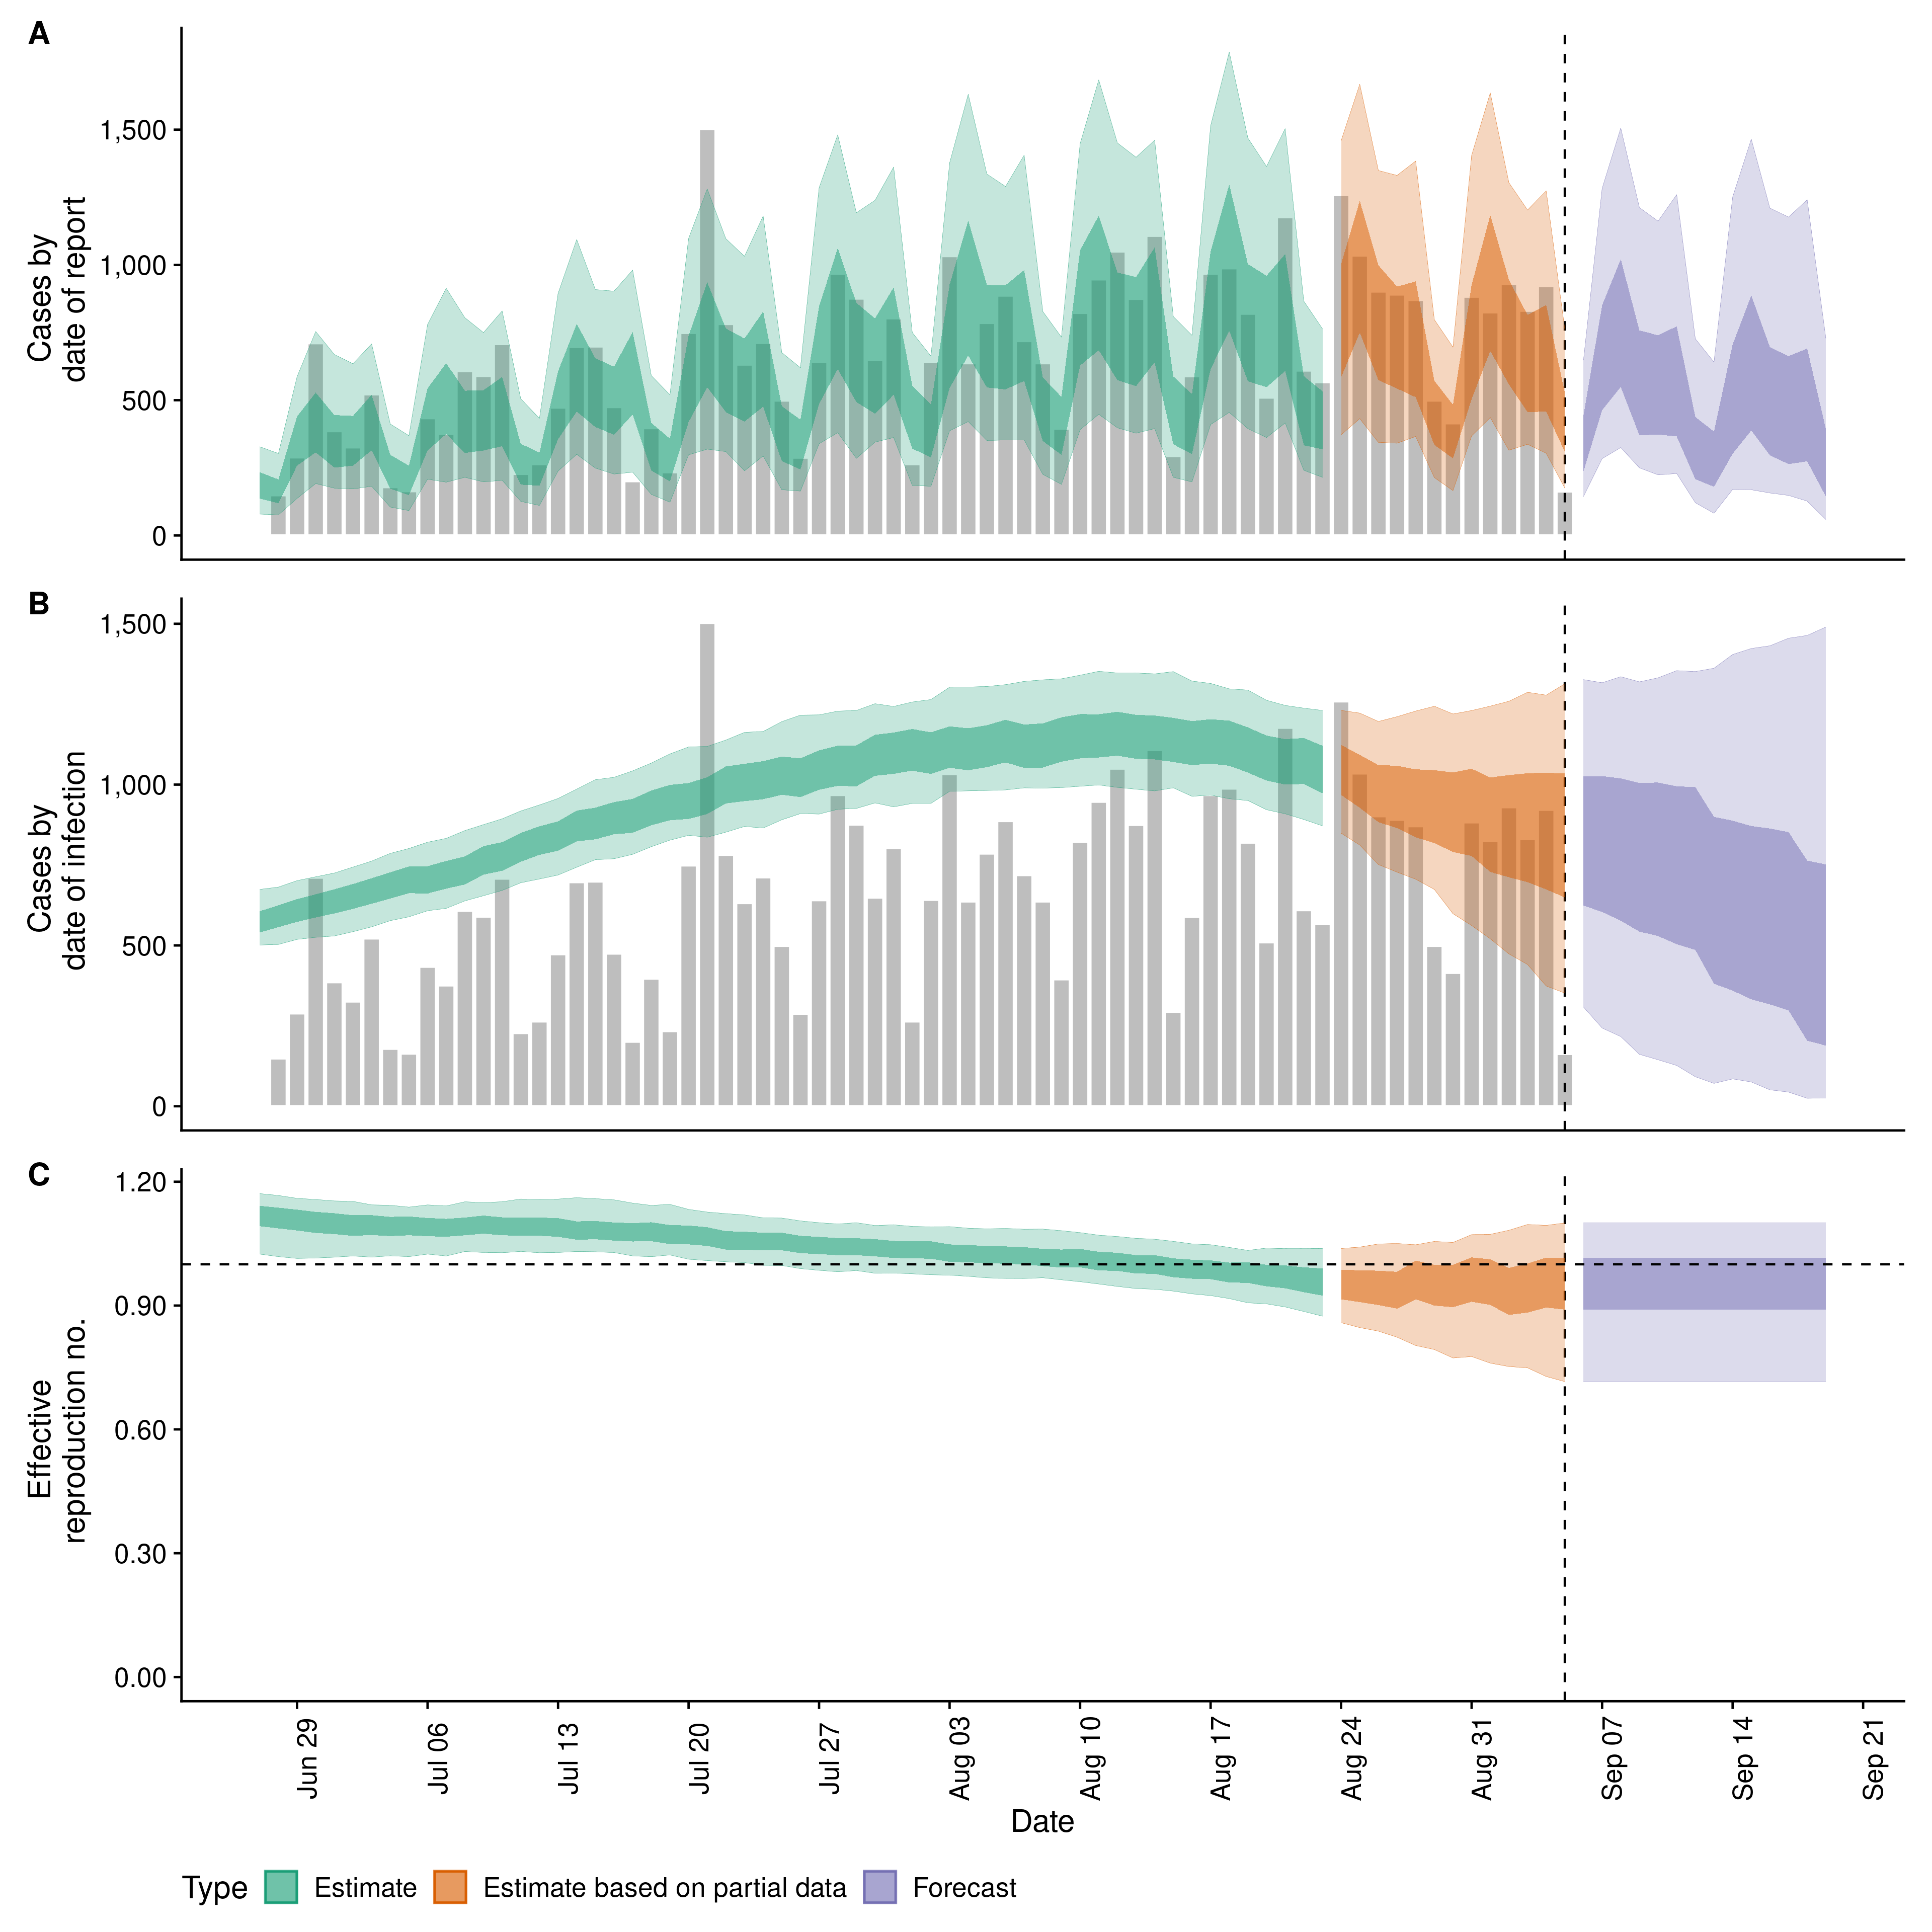 A
Cases by
date of report
1,500
1,000
500
0
B
Cases by
date of infection
1,500
1,000
500
0
C
Effective
reproduction no.
1.20
0.90
0.60
0.30
0.00
Jun 29
Jul 06
Jul 13
Jul 20
Jul 27
Aug 03
Aug 10
Aug 17
Aug 24
Aug 31
Sep 07
Sep 14
Sep 21
Date
Type Estimate Estimate based on partial data Forecast